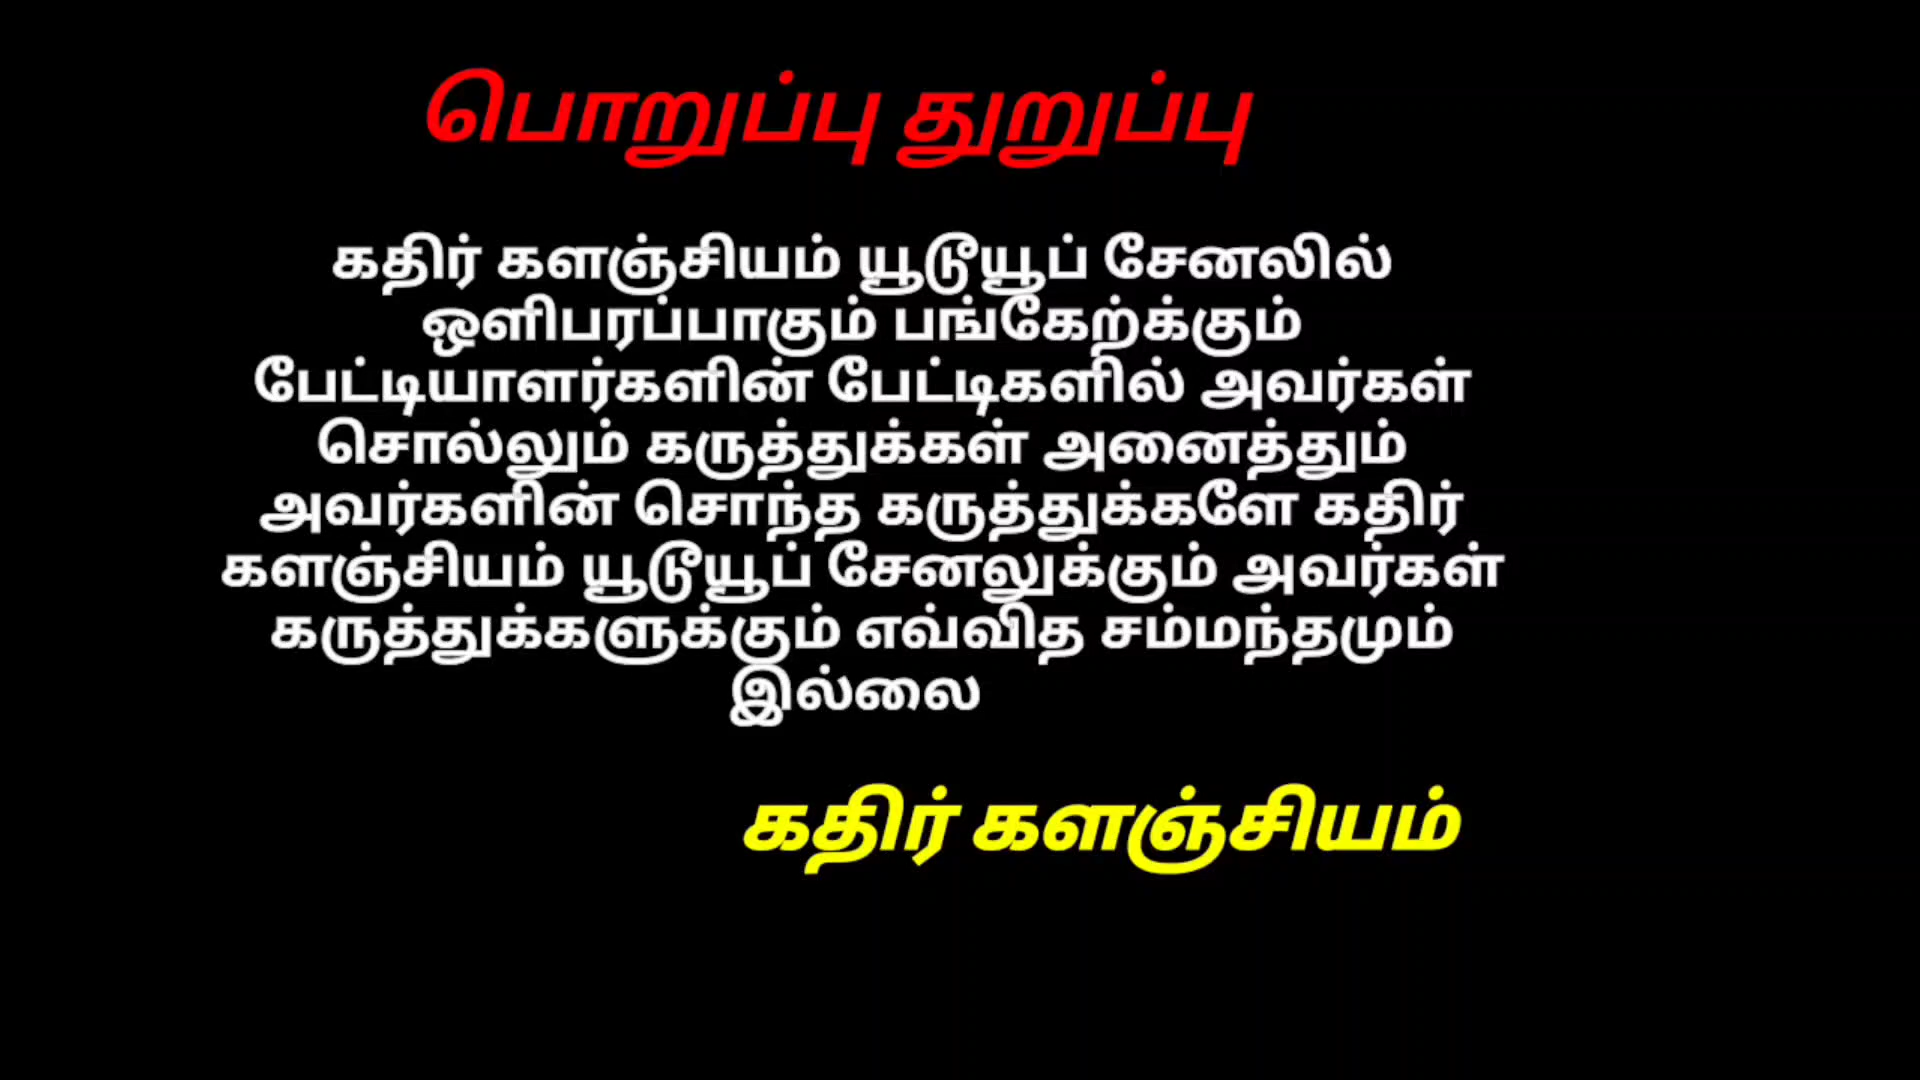 பொறுப்பு துறுப்பு
கதிர் களஞ்சியம் யூடூயூப் சேனலில்
ஒளிபரப்பாகும் பங்கேற்க்கும்
பேட்டியாளர்களின் பேட்டிகளில் அவர்கள்
சொல்லும் கருத்துக்கள் அனைத்தும்
அவர்களின் சொந்த கருத்துக்களே கதிர்
களஞ்சியம் யூடூயூப் சேனலுக்கும் அவர்கள்
கருத்துக்களுக்கும் எவ்வித சம்மந்தமும்
இல்லை
கதிர் களஞ்சியம்